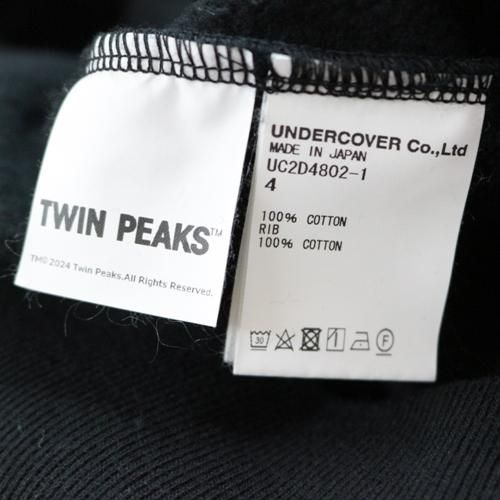 TWIN PEAKS™
TM© 2024 Twin Peaks.All Rights Reserved.
UNDERCOVER Co.,Ltd
MADE IN JAPAN
UC2D4802-1
4
100% COTTON
RIB
100% COTTON
30
F